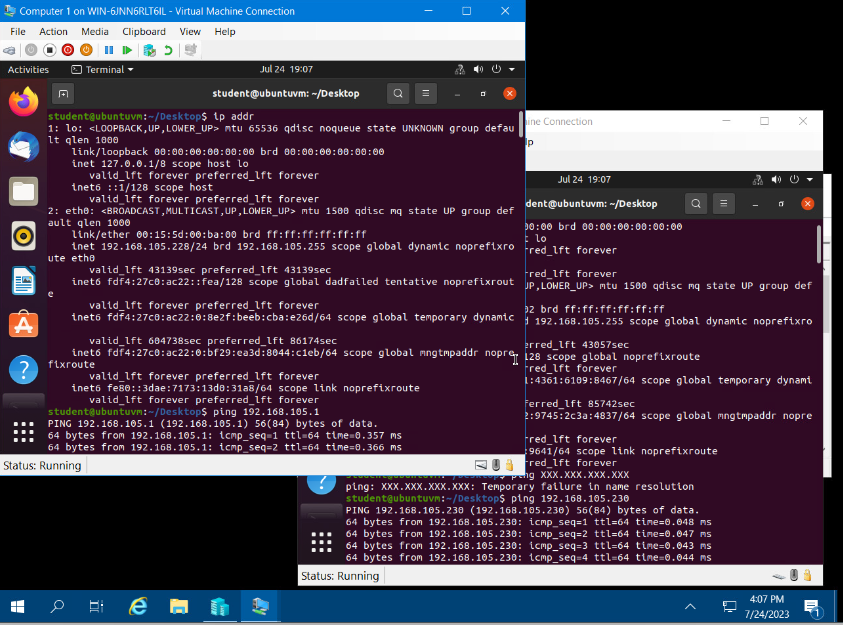 Computer 1 on WIN-6JNN6RLT6IL - Virtual Machine Connection
File Action Media Clipboard View Help
Activities Terminal Jul 24 19:07
student@ubuntuvm: ~/Desktop
student@ubuntuvm:~/Desktop$ ip addr
1: lo: <LOOPBACK,UP,LOWER_UP> mtu 65536 qdisc noqueue state UNKNOWN group defau
lt qlen 1000
link/loopback 00:00:00:00:00:00 brd 00:00:00:00:00:00
inet 127.0.0.1/8 scope host lo
valid_lft forever preferred_lft forever
inet6 ::1/128 scope host
valid_lft forever preferred_lft forever
2: eth0: <BROADCAST,MULTICAST,UP,LOWER_UP> mtu 1500 qdisc mq state UP group def
ault qlen 1000
link/ether 00:15:5d:00:ba:00 brd ff:ff:ff:ff:ff:ff
inet 192.168.105.228/24 brd 192.168.105.255 scope global dynamic noprefixro
ute eth0
valid_lft 43139sec preferred_lft 43139sec
inet6 fdf4:27c0:ac22::fea/128 scope global dadfailed tentative noprefixrout
e
valid_lft forever preferred_lft forever
inet6 fdf4:27c0:ac22:0:8e2f:beeb:cba:e26d/64 scope global temporary dynamic
valid_lft 604738sec preferred_lft 86174sec
inet6 fdf4:27c0:ac22:0:bf29:ea3d:8044:c1eb/64 scope global mngtmpaddr nopre
fixroute
valid_lft forever preferred_lft forever
inet6 fe80::3dae:7173:13d0:31a8/64 scope link noprefixroute
valid_lft forever preferred_lft forever
student@ubuntuvm:~/Desktop$ ping 192.168.105.1
PING 192.168.105.1 (192.168.105.1) 56(84) bytes of data.
64 bytes from 192.168.105.1: icmp_seq=1 ttl=64 time=0.357 ms
64 bytes from 192.168.105.1: icmp_seq=2 ttl=64 time=0.366 ms
Status: Running
ine Connection
lp
Jul 24 19:07
dent@ubuntuvm: ~/Desktop
00:00 brd 00:00:00:00:00:00
t lo
rred_lft forever
rred_lft forever
UP,LOWER_UP> mtu 1500 qdisc mq state UP group def
02 brd ff:ff:ff:ff:ff:ff
d 192.168.105.255 scope global dynamic noprefixro
rred_lft 43057sec
128 scope global noprefixroute
1:4361:6109:8467/64 scope global temporary dynami
ferred_lft 85742sec
2:9745:2c3a:4837/64 scope global mngtmpaddr nopre
rred_lft forever
:9641/64 scope link noprefixroute
rred_lft forever
ping XXX.XXX.XXX.XXX
ping: XXX.XXX.XXX.XXX: Temporary failure in name resolution
student@ubuntuvm:~/Desktop$ ping 192.168.105.230
PING 192.168.105.230 (192.168.105.230) 56(84) bytes of data.
64 bytes from 192.168.105.230: icmp_seq=1 ttl=64 time=0.048 ms
64 bytes from 192.168.105.230: icmp_seq=2 ttl=64 time=0.047 ms
64 bytes from 192.168.105.230: icmp_seq=3 ttl=64 time=0.043 ms
64 bytes from 192.168.105.230: icmp_seq=4 ttl=64 time=0.044 ms
Status: Running
4:07 PM
7/24/2023
1